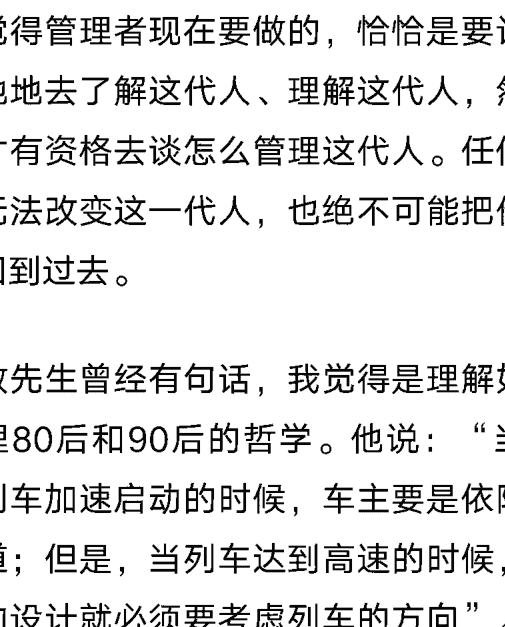 得管理者现在要做的，恰恰是要
地去了解这代人、理解这代人，
有资格去谈怎么管理这代人。任
法改变这一代人，也绝不可能把
到过去。
先生曾经有句话，我觉得是理解
80后和90后的哲学。他说：“
车加速启动的时候，车主要是依
；但是，当列车达到高速的时候，
设计就必须要考虑列车的方向”